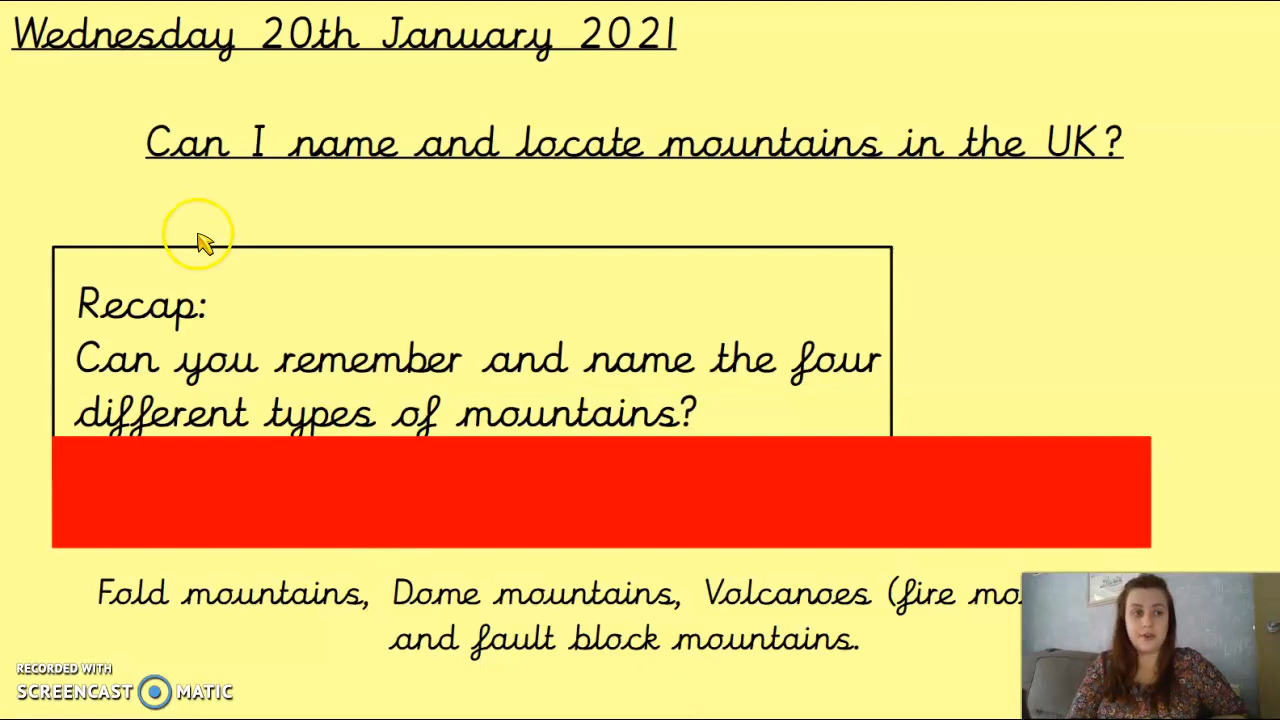 Wednesday 20th January 2021
Can I name and locate mountains in the UK?
Recap:
Can you remember and name the four
different types of mountains?
Fold mountains, Dome mountains, Volcanoes (fire
and fault block mountains.
RECORDED WITH
SCREENCAST MATIC